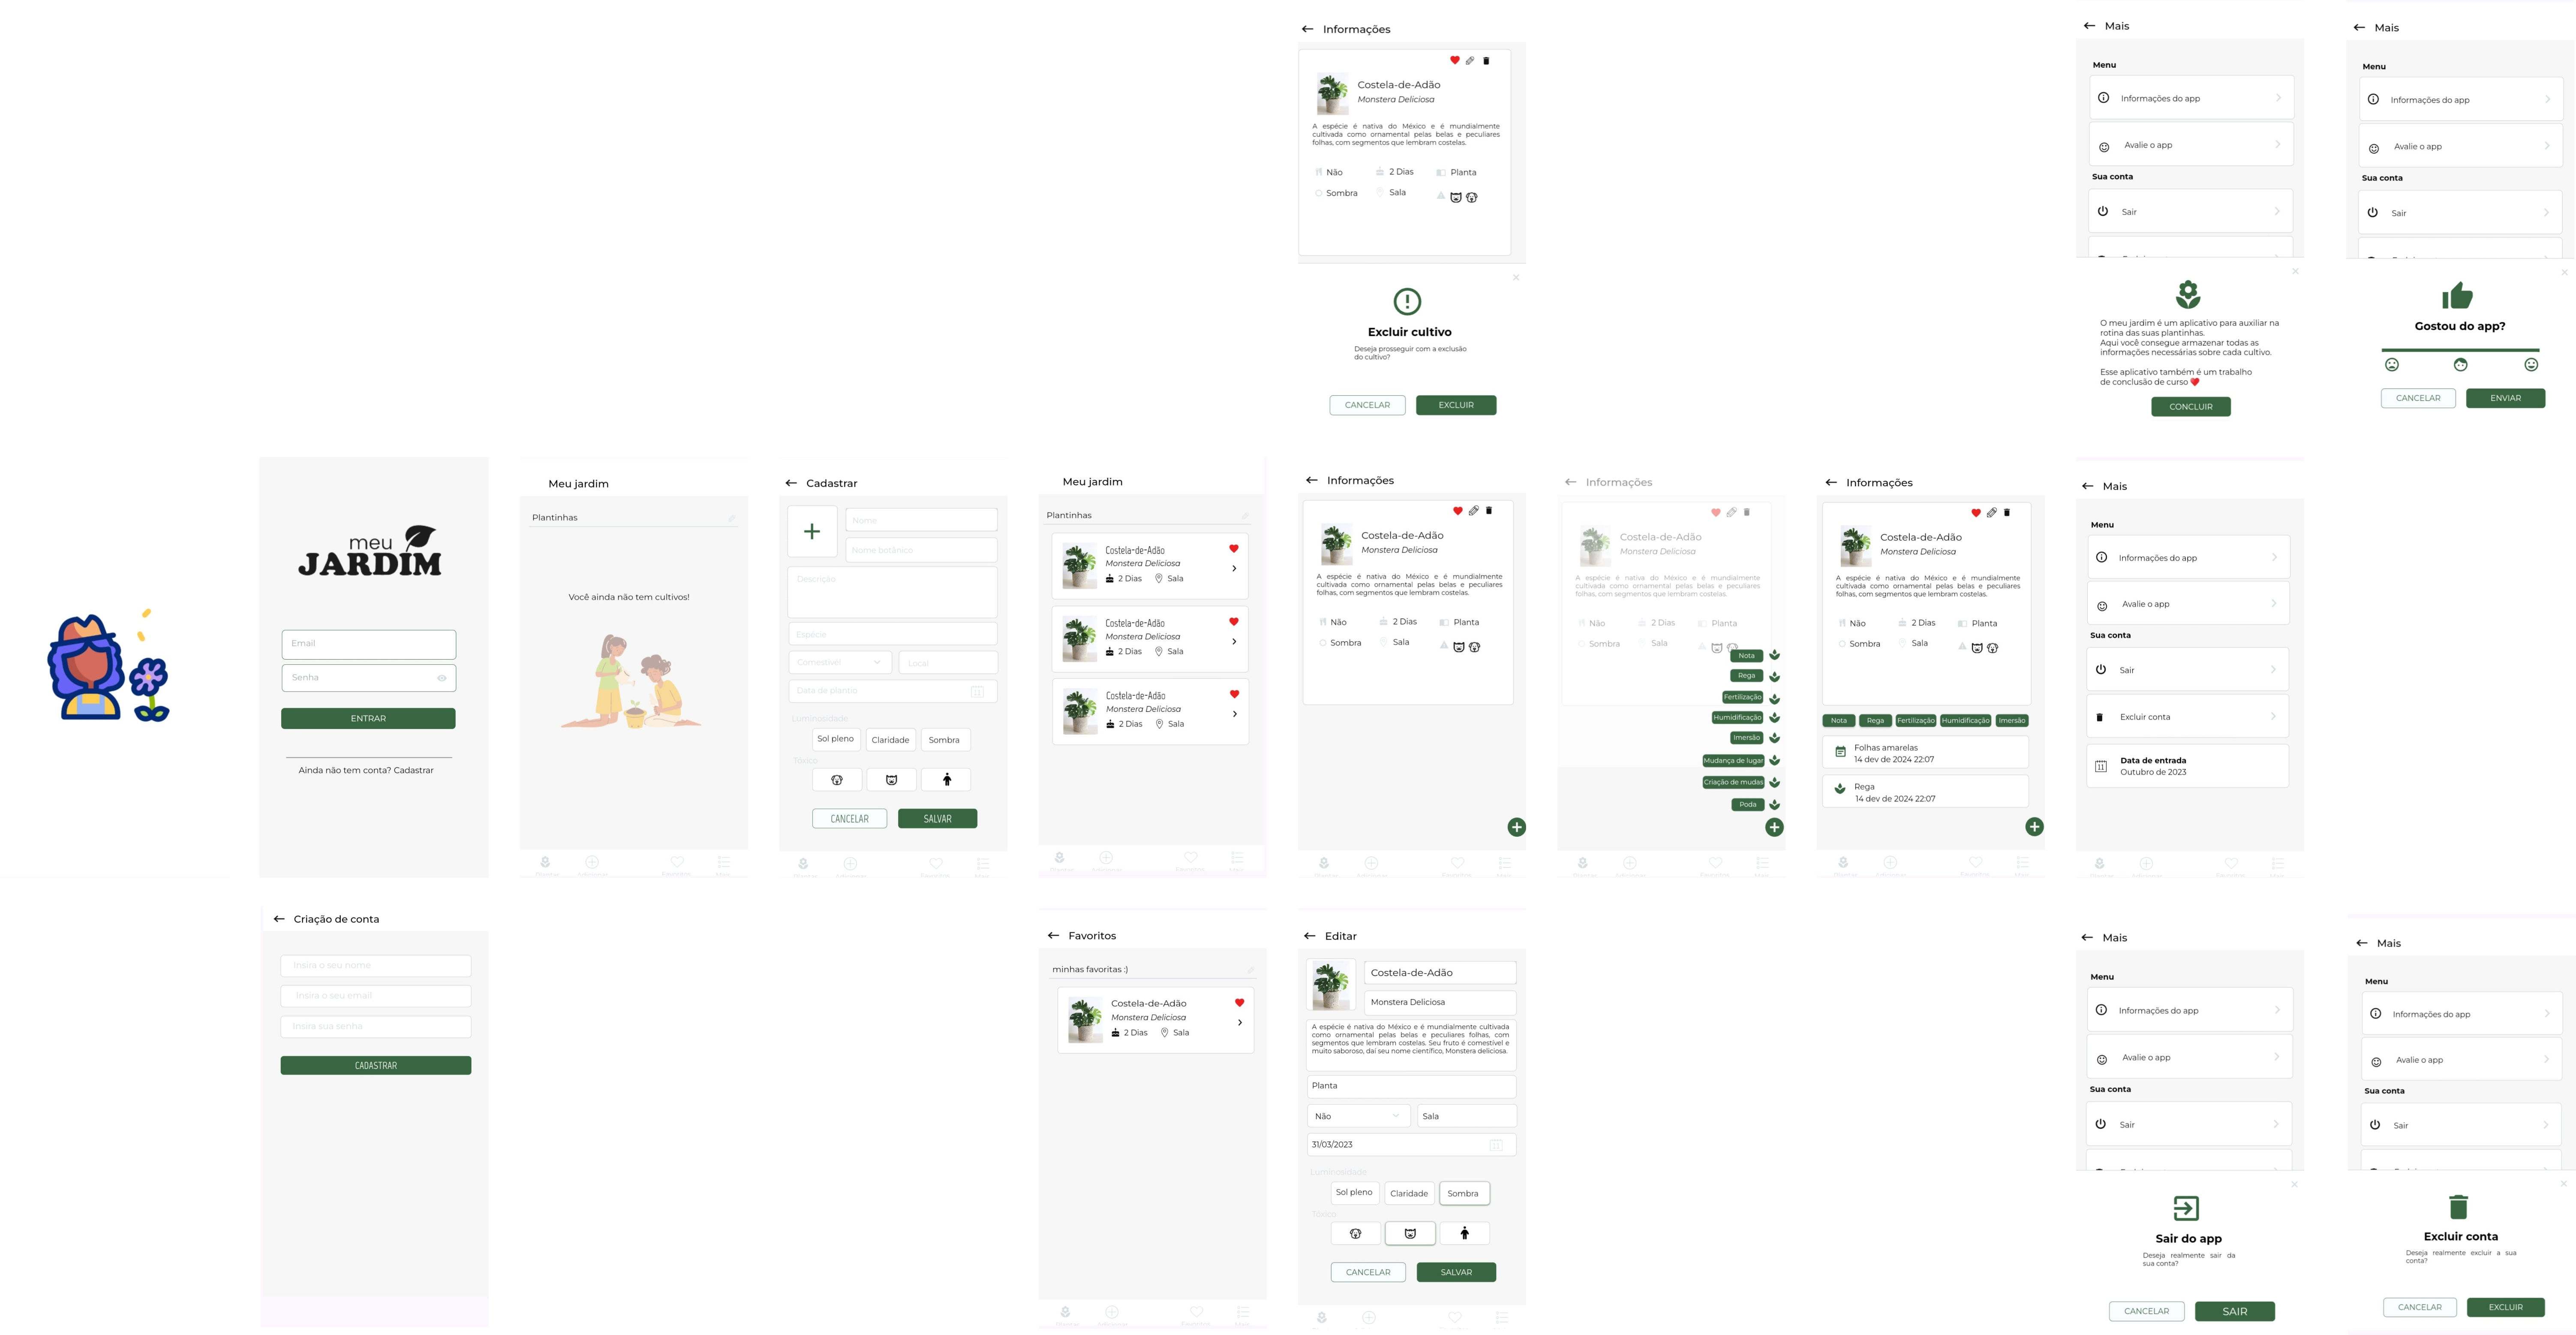 Informações
Costela-de-Adão
Monstera Deliciosa
A espécie é nativa do México e é mundialmente
cultivada como ornamental pelas belas e peculiares
folhas, com segmentos que lembram costelas.
Não
2 Dias
Planta
Sombra
Sala
Excluir cultivo
Deseja prosseguir com a exclusão
do cultivo?
CANCELAR
EXCLUIR
Mais
Menu
Informações do app
Avalie o app
Sua conta
Sair
O meu jardim é um aplicativo para auxiliar na
rotina das suas plantinhas.
Aqui você consegue armazenar todas as
informações necessárias sobre cada cultivo.
Esse aplicativo também é um trabalho
de conclusão de curso
CONCLUIR
Mais
Menu
Informações do app
Avalie o app
Sua conta
Sair
Gostou do app?
CANCELAR
ENVIAR
meu
JARDIM
Email
Senha
ENTRAR
Ainda não tem conta? Cadastrar
Meu jardim
Plantinhas
Você ainda não tem cultivos!
Cadastrar
Nome
Nome botânico
Descrição
Espécie
Comestível
Local
Data de plantio
Luminosidade
Sol pleno
Claridade
Sombra
Tóxico
CANCELAR
SALVAR
Meu jardim
Plantinhas
Costela-de-Adão
Monstera Deliciosa
2 Dias
Sala
Costela-de-Adão
Monstera Deliciosa
2 Dias
Sala
Costela-de-Adão
Monstera Deliciosa
2 Dias
Sala
Informações
Costela-de-Adão
Monstera Deliciosa
A espécie é nativa do México e é mundialmente
cultivada como ornamental pelas belas e peculiares
folhas, com segmentos que lembram costelas.
Não
2 Dias
Planta
Sombra
Sala
Informações
Costela-de-Adão
Monstera Deliciosa
A espécie é nativa do México e é mundialmente
cultivada como ornamental pelas belas e peculiares
folhas, com segmentos que lembram costelas.
Não
2 Dias
Planta
Sombra
Sala
Nota
Rega
Fertilização
Humidificação
Imersão
Mudança de lugar
Criação de mudas
Poda
Informações
Costela-de-Adão
Monstera Deliciosa
A espécie é nativa do México e é mundialmente
cultivada como ornamental pelas belas e peculiares
folhas, com segmentos que lembram costelas.
Não
2 Dias
Planta
Sombra
Sala
Nota
Rega
Fertilização
Humidificação
Imersão
Folhas amarelas
14 dev de 2024 22:07
Rega
14 dev de 2024 22:07
Mais
Menu
Informações do app
Avalie o app
Sua conta
Sair
Excluir conta
11
Data de entrada
Outubro de 2023
Criação de conta
Insira o seu nome
Insira o seu email
Insira sua senha
CADASTRAR
Favoritos
minhas favoritas :)
Costela-de-Adão
Monstera Deliciosa
2 Dias
Sala
Editar
Costela-de-Adão
Monstera Deliciosa
A espécie é nativa do México e é mundialmente cultivada
como ornamental pelas belas e peculiares folhas, com
segmentos que lembram costelas. Seu fruto é comestível e
muito saboroso, daí seu nome científico, Monstera deliciosa.
Planta
Não
Sala
31/03/2023
Luminosidade
Sol pleno
Claridade
Sombra
Tóxico
CANCELAR
SALVAR
Mais
Menu
Informações do app
Avalie o app
Sua conta
Sair
Sair do app
Deseja realmente sair da
sua conta?
CANCELAR
SAIR
Mais
Menu
Informações do app
Avalie o app
Sua conta
Sair
Excluir conta
Deseja realmente excluir a sua
conta?
CANCELAR
EXCLUIR